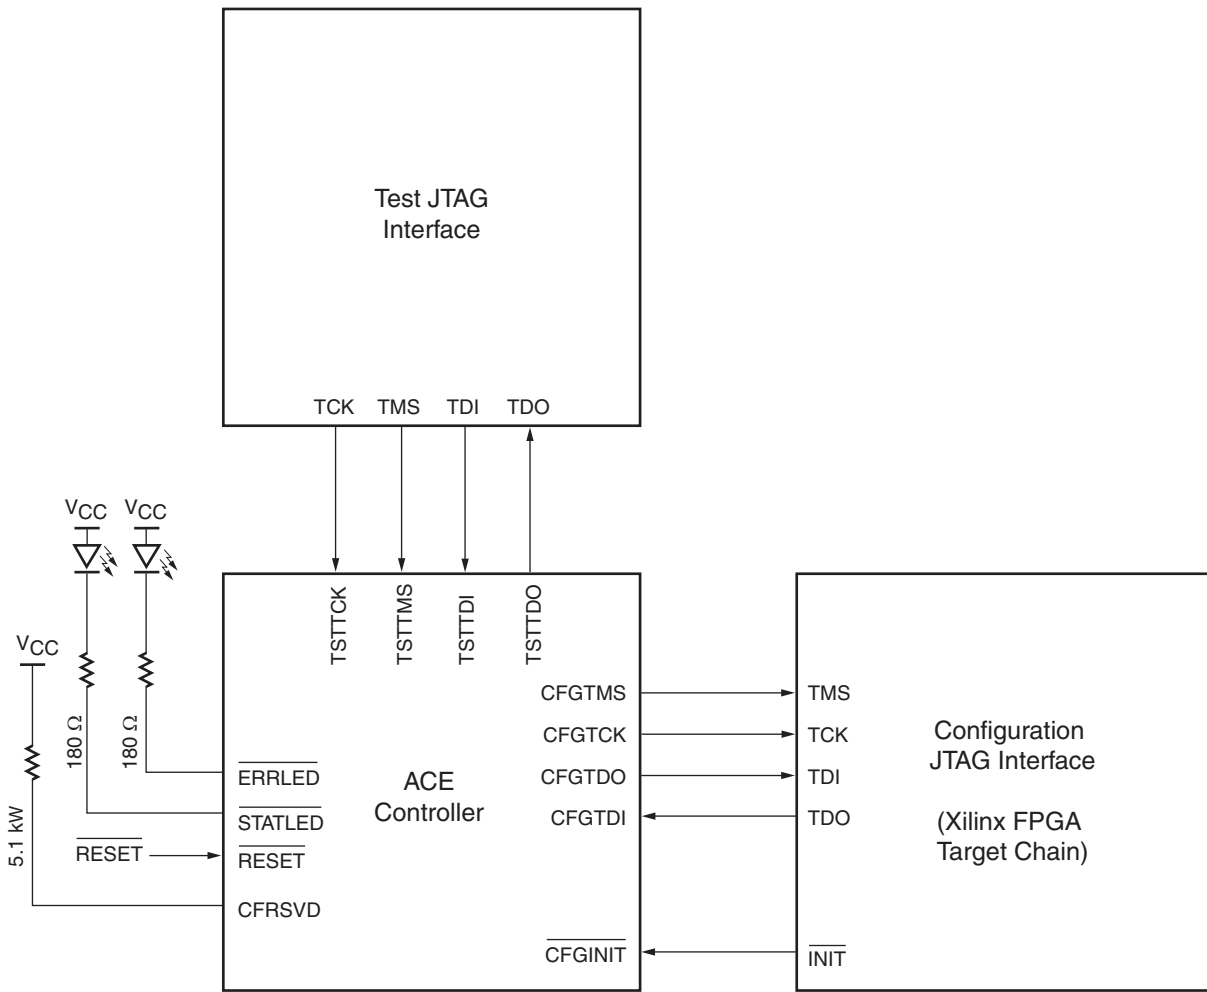 Test JTAG
Interface
TCK TMS TDI TDO
VCC VCC
VCC
TSTTCK
TSTTMS
TSTTDI
TSTTDO
180 Ω
180 Ω
5.1 kW
ERRLED
STATLED
RESET
RESET
CFRSVD
ACE
Controller
CFGTMS
CFGTCK
CFGTDO
CFGTDI
CFGINIT
TMS
TCK
TDI
TDO
INIT
Configuration
JTAG Interface
(Xilinx FPGA
Target Chain)